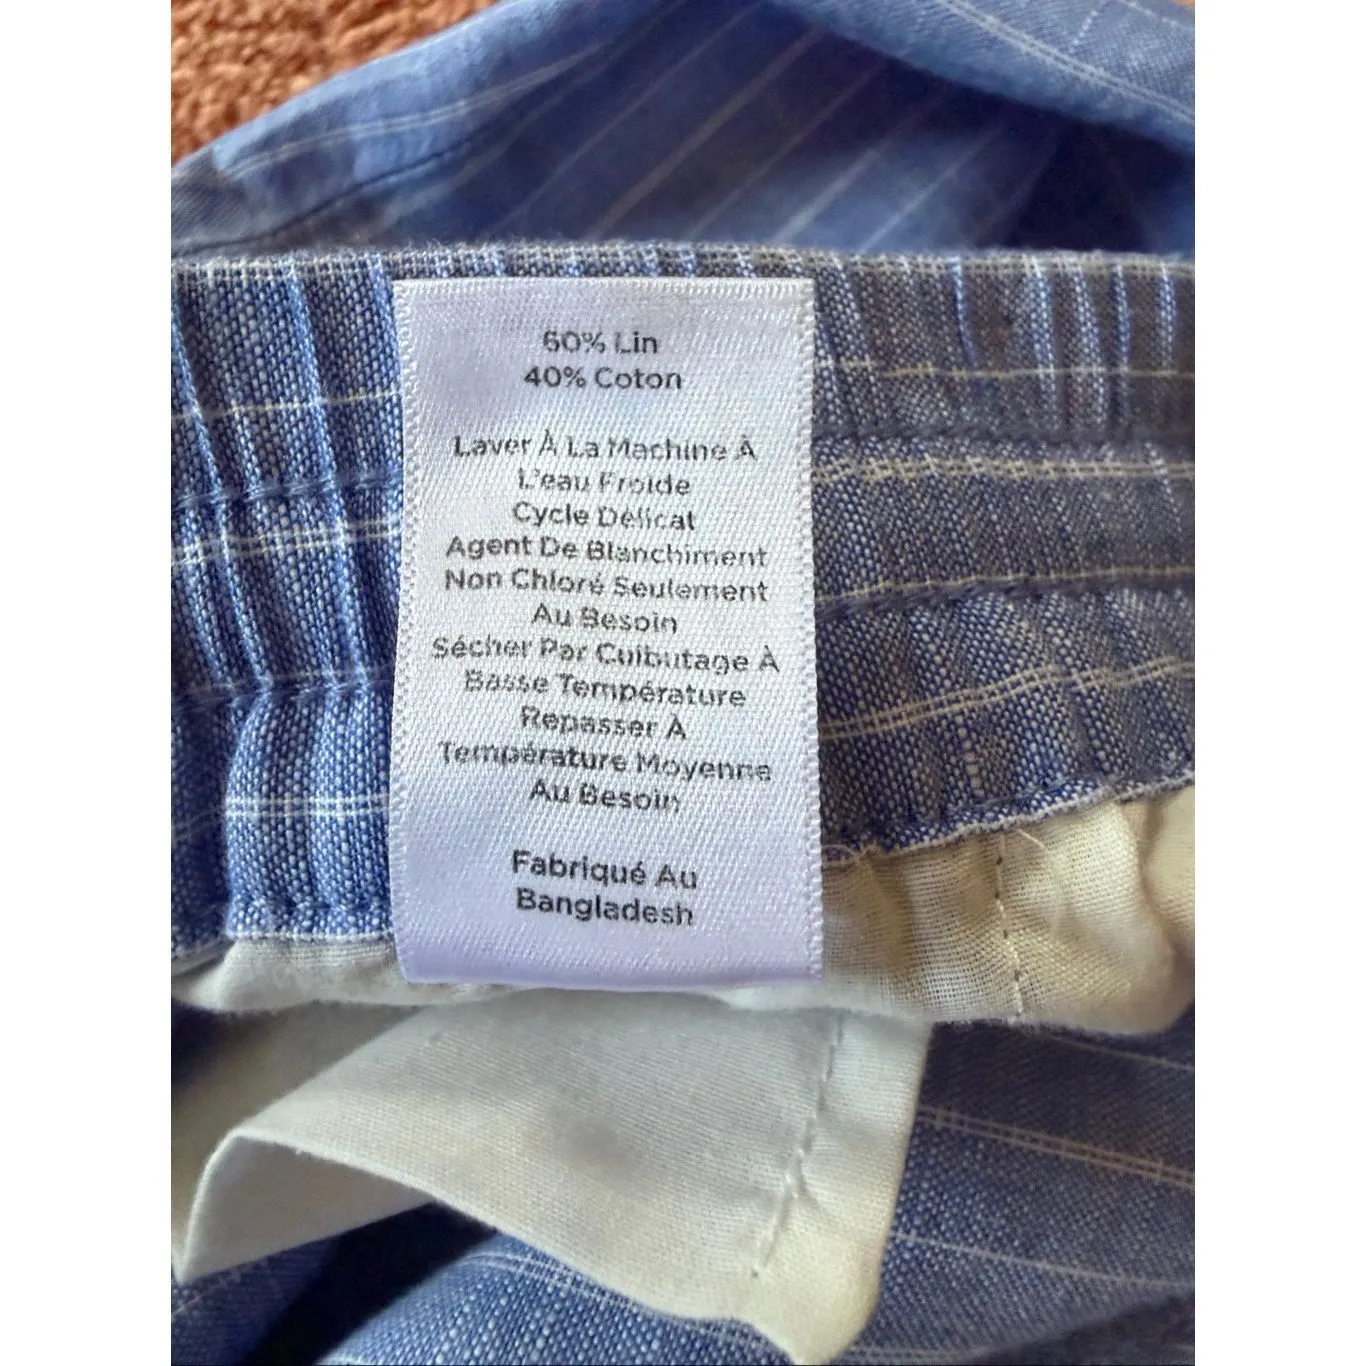 60% Lin
40% Coton
Laver À La Machine À
L'eau Froide
Cycle Délicat
Agent De Blanchiment
Non Chloré Seulement
Au Besoin
Sécher Par Culbutage À
Basse Température
Repasser À
Température Moyenne
Au Besoin
Fabriqué Au
Bangladesh